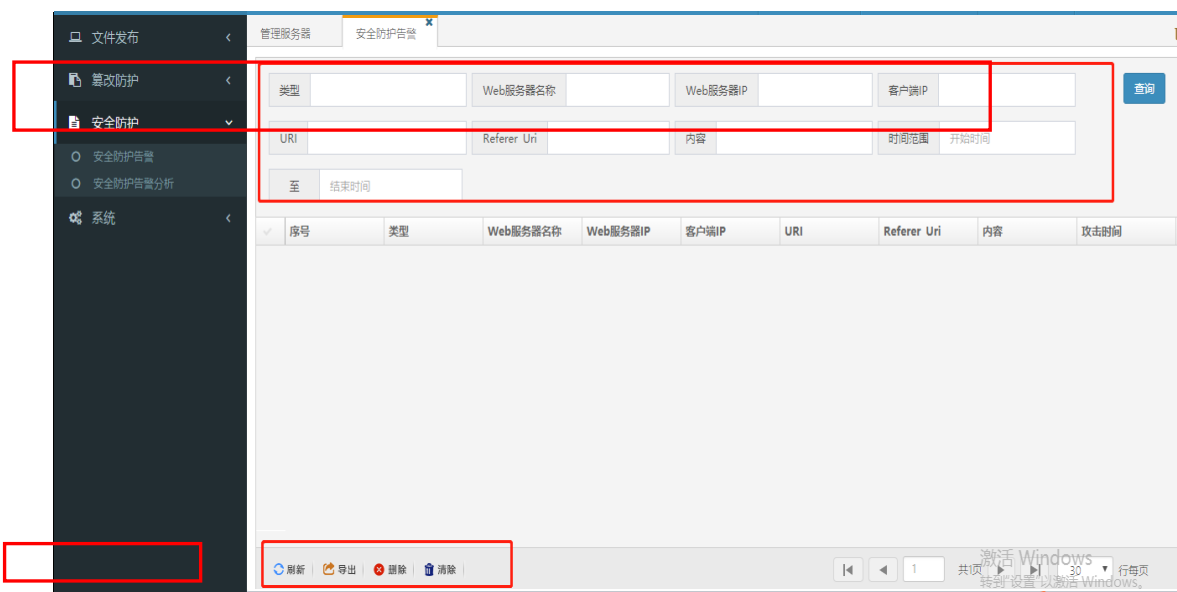 文件发布
篡改防护
安全防护
安全防护告警
安全防护告警分析
系统
管理服务器 安全防护告警
类型 Web服务器名称 Web服务器IP 客户端IP 查询
URI Referer Uri 内容 时间范围 开始时间
至 结束时间
序号 类型 Web服务器名称 Web服务器IP 客户端IP URI Referer Uri 内容 攻击时间
刷新 导出 删除 清除 1 共页 30 行每页
激活 Windows
转到"设置"以激活 Windows。